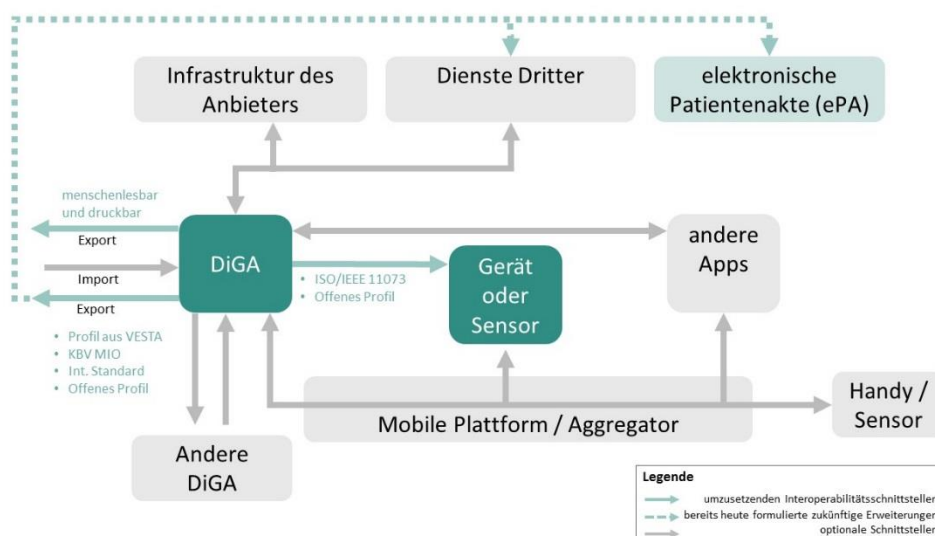 Infrastruktur des
Anbieters
Dienste Dritter
elektronische
Patientenakte (ePA)
menschenlesbar
und druckbar
Export
Import
Export
DiGA
• ISO/IEEE 11073
• Offenes Profil
Gerät
oder
Sensor
andere
Apps
• Profil aus VESTA
• KBV MIO
• Int. Standard
• Offenes Profil
Andere
DiGA
Mobile Plattform / Aggregator
Handy /
Sensor
Legende
umzusetzenden Interoperabilitätsschnittsteller
bereits heute formulierte zukünftige Erweiterungen
optionale Schnittsteller